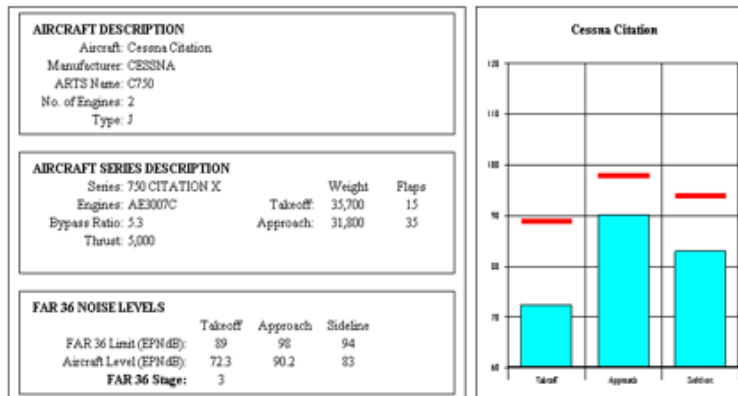 AIRCRAFT DESCRIPTION
Aircraft: Cessna Citation
Manufacturer: CESSNA
ARTS Name: C750
No. of Engines: 2
Type: J
AIRCRAFT SERIES DESCRIPTION
Series: 750 CITATION X Weight Flaps
Engines: AE3007C Takeoff: 35,700 15
Bypass Ratio: 5.3 Approach: 31,800 35
Thrust: 5,000
FAR 36 NOISE LEVELS
Takeoff Approach Sideline
FAR 36 Limit (EPNdB): 89 98 94
Aircraft Level (EPNdB): 72.3 90.2 83
FAR 36 Stage: 3
Cessna Citation
120
110
100
90
80
70
60
Takeoff Approach Sideline